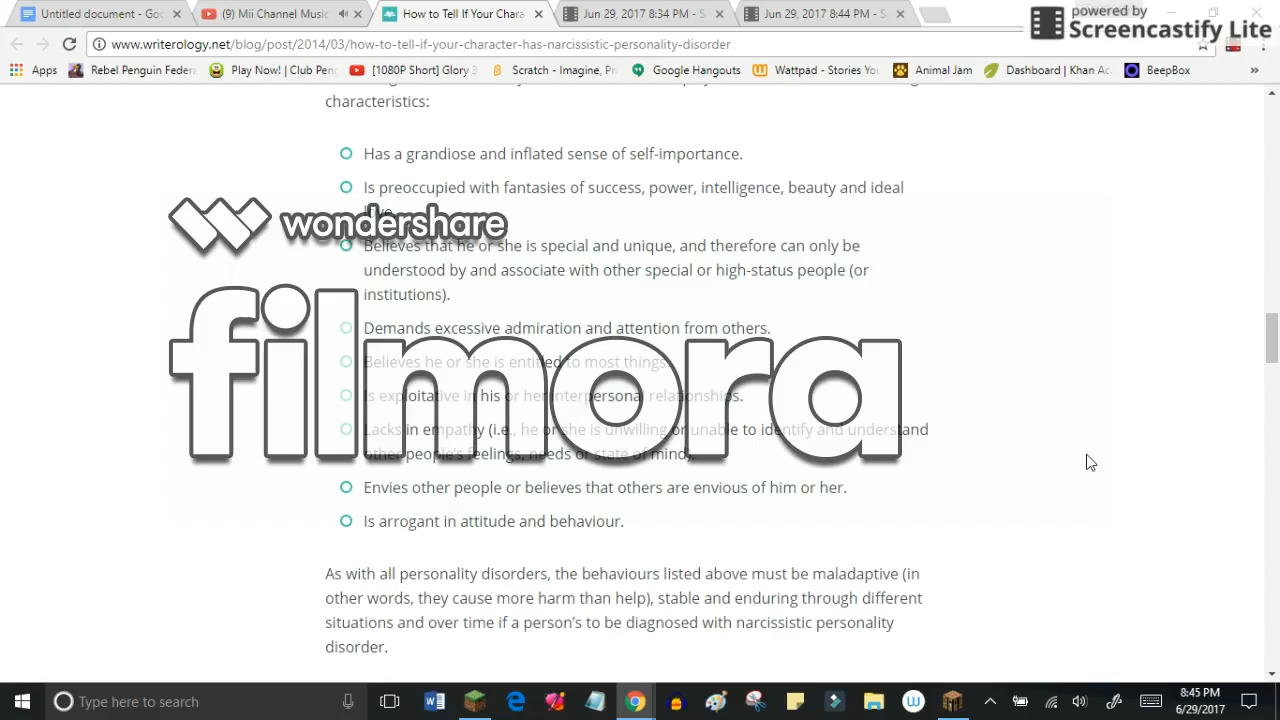 Untitled document - Goo
(9) Mii Channel Music
How to Tell If Your Chara
Jun 29, 2017 8:34 PM - S
Jun 29, 2017 8:44 PM - S
powered by
Screencastify Lite
www.writerology.net/blog/post/2014/03/how-to-tell-if-your-character-has-narcissistic-personality-disorder
Apps
Rebel Penguin Federa
Play Now! | Club Pen
[1080P Shd] Glory 3
Scratch - Imagine, Pr
Google Hangouts
Wattpad - Stories You
Animal Jam
Dashboard | Khan Ac
BeepBox
»
characteristics:
Has a grandiose and inflated sense of self-importance.
Is preoccupied with fantasies of success, power, intelligence, beauty and ideal
love.
wondershare
Believes that he or she is special and unique, and therefore can only be
understood by and associate with other special or high-status people (or
institutions).
filmora
Demands excessive admiration and attention from others.
Believes he or she is entitled to most things.
Is exploitative in his or her interpersonal relationships.
Lacks in empathy (i.e., he or she is unwilling or unable to identify and understand
other people's feelings, needs or state of mind).
Envies other people or believes that others are envious of him or her.
Is arrogant in attitude and behaviour.
As with all personality disorders, the behaviours listed above must be maladaptive (in
other words, they cause more harm than help), stable and enduring through different
situations and over time if a person's to be diagnosed with narcissistic personality
disorder.
Type here to search
8:45 PM
6/29/2017